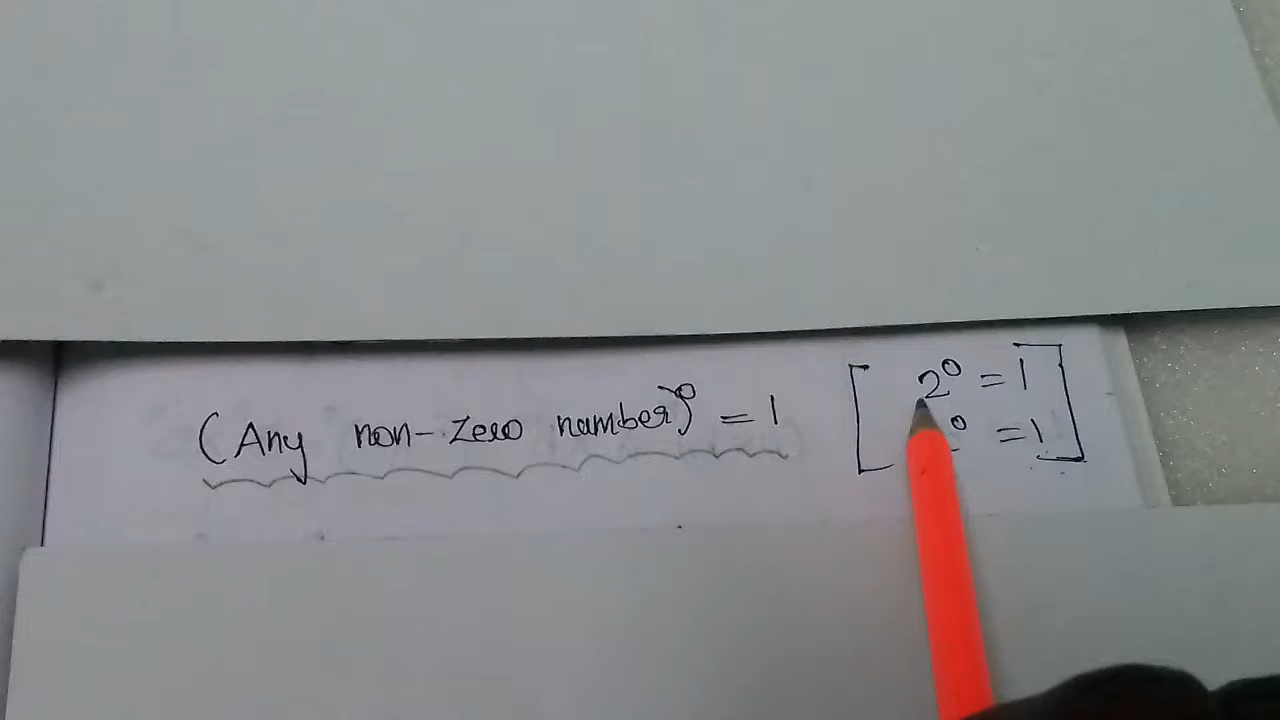 (Any non-zero number)⁰ = 1
[ 2⁰ = 1
⁰ = 1 ]